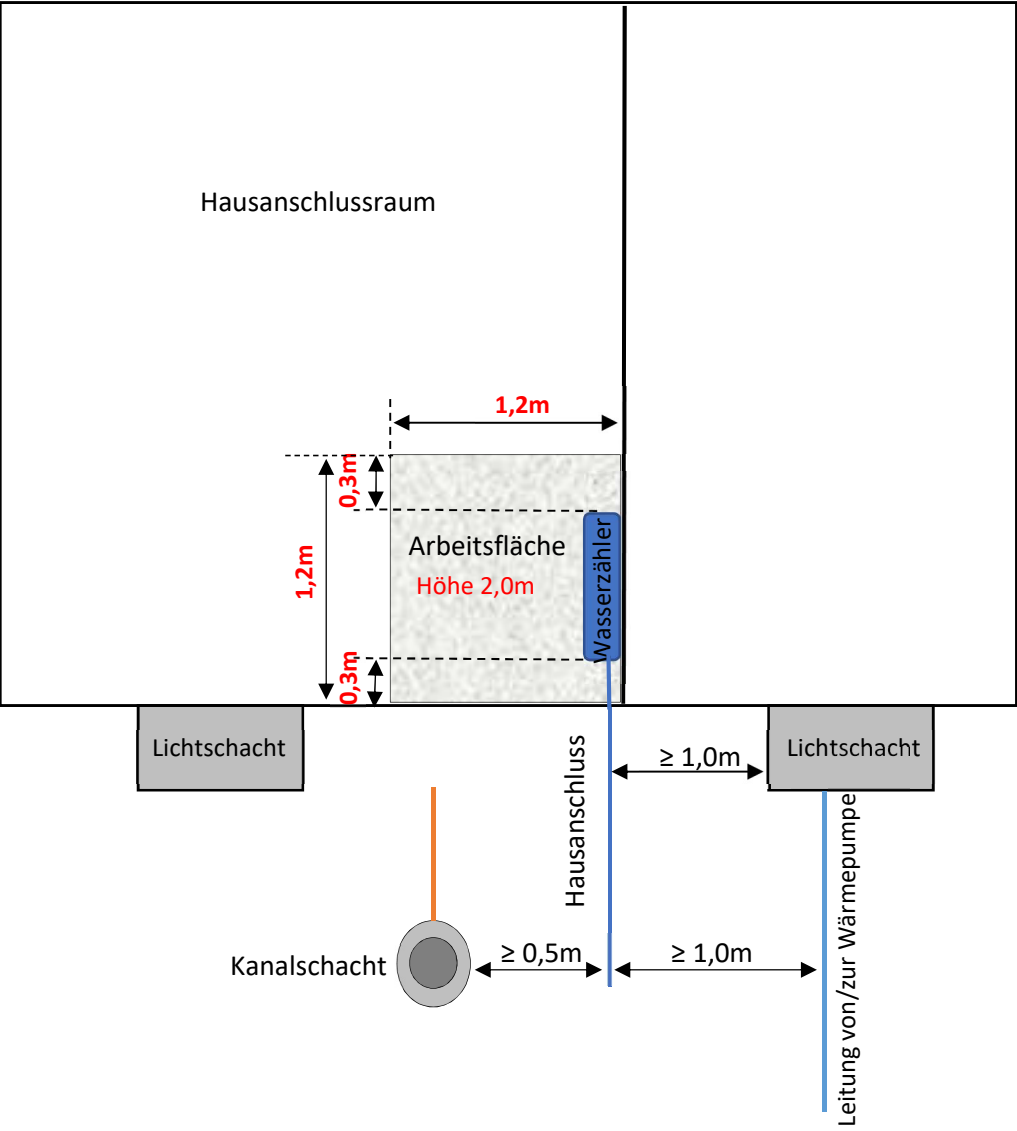 Hausanschlussraum
1,2m
0,3m
1,2m
Arbeitsfläche
Höhe 2,0m
Wasserzähler
0,3m
Lichtschacht
Lichtschacht
≥ 1,0m
Hausanschluss
Kanalschacht
≥ 0,5m
≥ 1,0m
Leitung von/zur Wärmepumpe